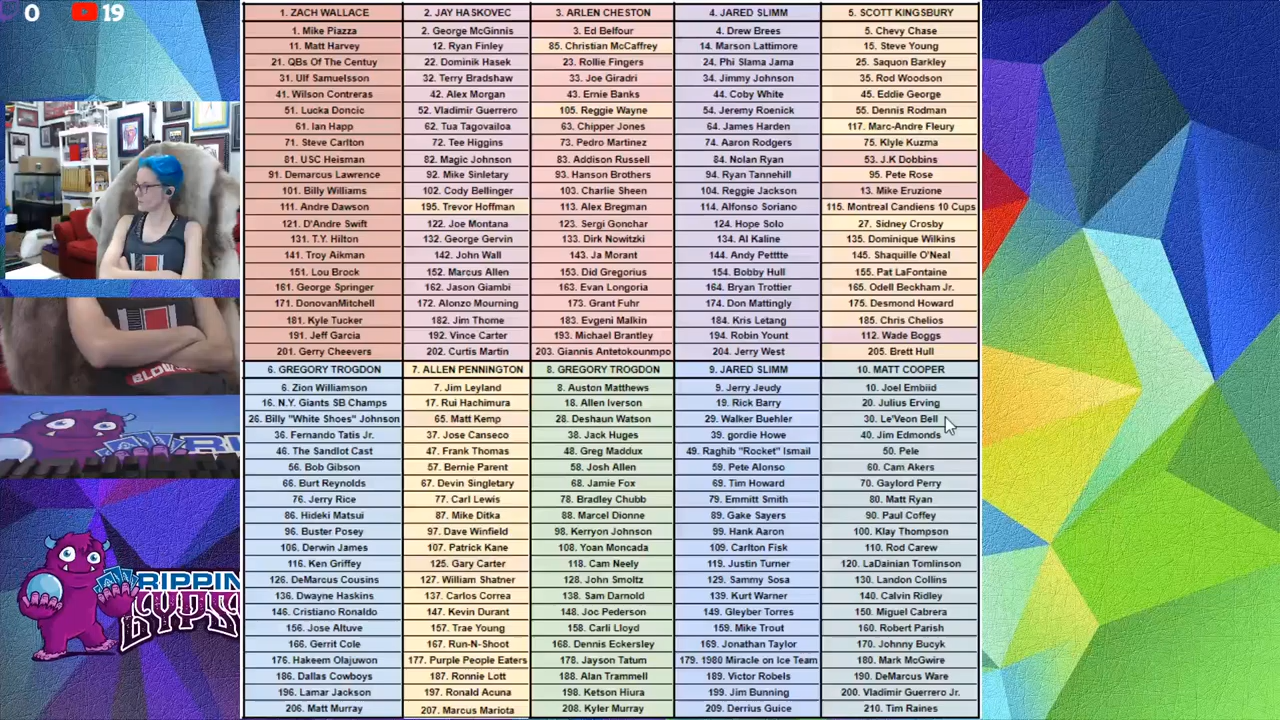 0
19
1. ZACH WALLACE 2. JAY HASKOVEC 3. ARLEN CHESTON 4. JARED SLIMM 5. SCOTT KINGSBURY
1. Mike Piazza 2. George McGinnis 3. Ed Belfour 4. Drew Brees 5. Chevy Chase
11. Matt Harvey 12. Ryan Finley 85. Christian McCaffrey 14. Marson Lattimore 15. Steve Young
21. QBs Of The Centuy 22. Dominik Hasek 23. Rollie Fingers 24. Phi Slama Jama 25. Saquon Barkley
31. Ulf Samuelsson 32. Terry Bradshaw 33. Joe Giradri 34. Jimmy Johnson 35. Rod Woodson
41. Wilson Contreras 42. Alex Morgan 43. Ernie Banks 44. Coby White 45. Eddie George
51. Lucka Doncic 52. Vladimir Guerrero 105. Reggie Wayne 54. Jeremy Roenick 55. Dennis Rodman
61. Ian Happ 62. Tua Tagovailoa 63. Chipper Jones 64. James Harden 117. Marc-Andre Fleury
71. Steve Carlton 72. Tee Higgins 73. Pedro Martinez 74. Aaron Rodgers 75. Klyle Kuzma
81. USC Heisman 82. Magic Johnson 83. Addison Russell 84. Nolan Ryan 53. J.K Dobbins
91. Demarcus Lawrence 92. Mike Sinletary 93. Hanson Brothers 94. Ryan Tannehill 95. Pete Rose
101. Billy Williams 102. Cody Bellinger 103. Charlie Sheen 104. Reggie Jackson 13. Mike Eruzione
111. Andre Dawson 195. Trevor Hoffman 113. Alex Bregman 114. Alfonso Soriano 115. Montreal Candiens 10 Cups
121. D'Andre Swift 122. Joe Montana 123. Sergi Gonchar 124. Hope Solo 27. Sidney Crosby
131. T.Y. Hilton 132. George Gervin 133. Dirk Nowitzki 134. Al Kaline 135. Dominique Wilkins
141. Troy Aikman 142. John Wall 143. Ja Morant 144. Andy Petttte 145. Shaquille O'Neal
151. Lou Brock 152. Marcus Allen 153. Did Gregorius 154. Bobby Hull 155. Pat LaFontaine
161. George Springer 162. Jason Giambi 163. Evan Longoria 164. Bryan Trottier 165. Odell Beckham Jr.
171. DonovanMitchell 172. Alonzo Mourning 173. Grant Fuhr 174. Don Mattingly 175. Desmond Howard
181. Kyle Tucker 182. Jim Thome 183. Evgeni Malkin 184. Kris Letang 185. Chris Chelios
191. Jeff Garcia 192. Vince Carter 193. Michael Brantley 194. Robin Yount 112. Wade Boggs
201. Gerry Cheevers 202. Curtis Martin 203. Giannis Antetokounmpo 204. Jerry West 205. Brett Hull
6. GREGORY TROGDON 7. ALLEN PENNINGTON 8. GREGORY TROGDON 9. JARED SLIMM 10. MATT COOPER
6. Zion Williamson 7. Jim Leyland 8. Auston Matthews 9. Jerry Jeudy 10. Joel Embiid
16. N.Y. Giants SB Champs 17. Rui Hachimura 18. Allen Iverson 19. Rick Barry 20. Julius Erving
26. Billy "White Shoes" Johnson 65. Matt Kemp 28. Deshaun Watson 29. Walker Buehler 30. Le'Veon Bell
36. Fernando Tatis Jr. 37. Jose Canseco 38. Jack Huges 39. gordie Howe 40. Jim Edmonds
46. The Sandlot Cast 47. Frank Thomas 48. Greg Maddux 49. Raghib "Rocket" Ismail 50. Pele
56. Bob Gibson 57. Bernie Parent 58. Josh Allen 59. Pete Alonso 60. Cam Akers
66. Burt Reynolds 67. Devin Singletary 68. Jamie Fox 69. Tim Howard 70. Gaylord Perry
76. Jerry Rice 77. Carl Lewis 78. Bradley Chubb 79. Emmitt Smith 80. Matt Ryan
86. Hideki Matsui 87. Mike Ditka 88. Marcel Dionne 89. Gake Sayers 90. Paul Coffey
96. Buster Posey 97. Dave Winfield 98. Kerryon Johnson 99. Hank Aaron 100. Klay Thompson
106. Derwin James 107. Patrick Kane 108. Yoan Moncada 109. Carlton Fisk 110. Rod Carew
116. Ken Griffey 125. Gary Carter 118. Cam Neely 119. Justin Turner 120. LaDainian Tomlinson
126. DeMarcus Cousins 127. William Shatner 128. John Smoltz 129. Sammy Sosa 130. Landon Collins
136. Dwayne Haskins 137. Carlos Correa 138. Sam Darnold 139. Kurt Warner 140. Calvin Ridley
146. Cristiano Ronaldo 147. Kevin Durant 148. Joc Pederson 149. Gleyber Torres 150. Miguel Cabrera
156. Jose Altuve 157. Trae Young 158. Carli Lloyd 159. Mike Trout 160. Robert Parish
166. Gerrit Cole 167. Run-N-Shoot 168. Dennis Eckersley 169. Jonathan Taylor 170. Johnny Bucyk
176. Hakeem Olajuwon 177. Purple People Eaters 178. Jayson Tatum 179. 1980 Miracle on Ice Team 180. Mark McGwire
186. Dallas Cowboys 187. Ronnie Lott 188. Alan Trammell 189. Victor Robels 190. DeMarcus Ware
196. Lamar Jackson 197. Ronald Acuna 198. Ketson Hiura 199. Jim Bunning 200. Vladimir Guerrero Jr.
206. Matt Murray 207. Marcus Mariota 208. Kyler Murray 209. Derrius Guice 210. Tim Raines
RIPPIN